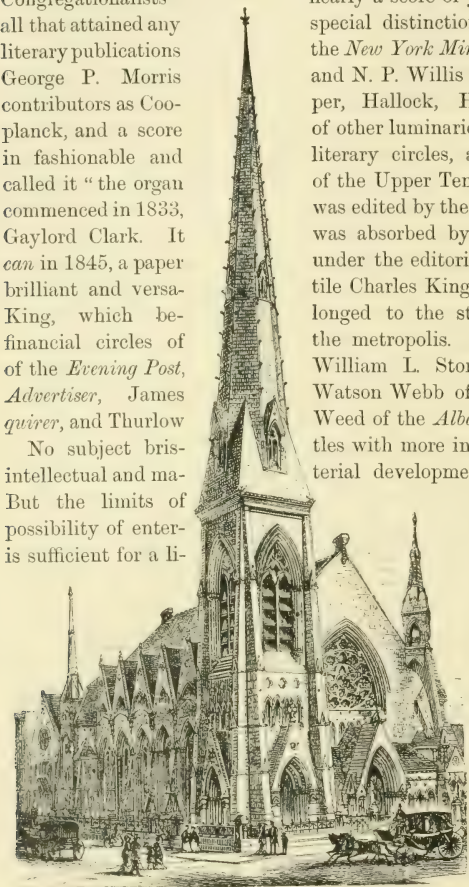 Congregationalists nearly a score of
all that attained any special distinctio
literary publications the New York Mir
George P. Morris and N. P. Willis
contributors as Coo- per, Hallock, H
planck, and a score of other luminarie
in fashionable and literary circles, a
called it "the organ of the Upper Ten
commenced in 1833, was edited by the
Gaylord Clark. It was absorbed by
can in 1845, a paper under the editori
brilliant and versa- tile Charles King
King, which be- longed to the st
financial circles of the metropolis.
of the Evening Post, William L. Ston
Advertiser, James Watson Webb of
quirer, and Thurlow Weed of the Alba
No subject bris- tles with more in
intellectual and ma- terial developme
But the limits of
possibility of enter-
is sufficient for a li-